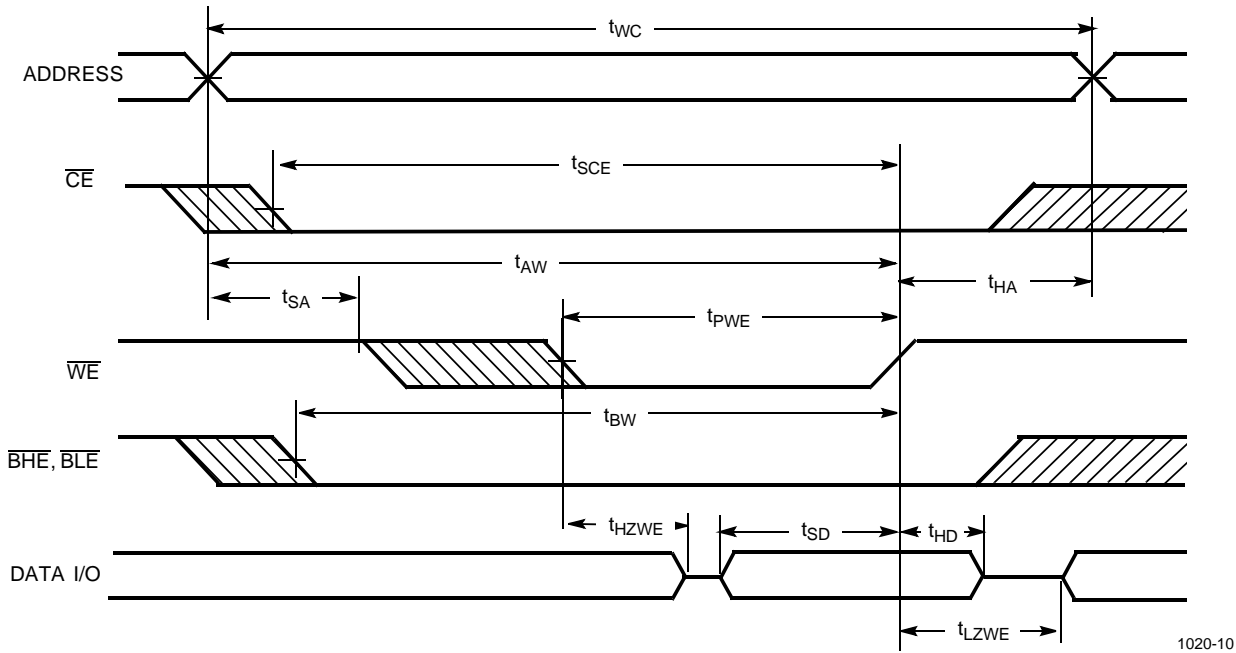 tWC
ADDRESS
tSCE
CE
tAW
tSA
tHA
tPWE
WE
tBW
BHE, BLE
tHZWE
tSD
tHD
DATA I/O
tLZWE
1020-10